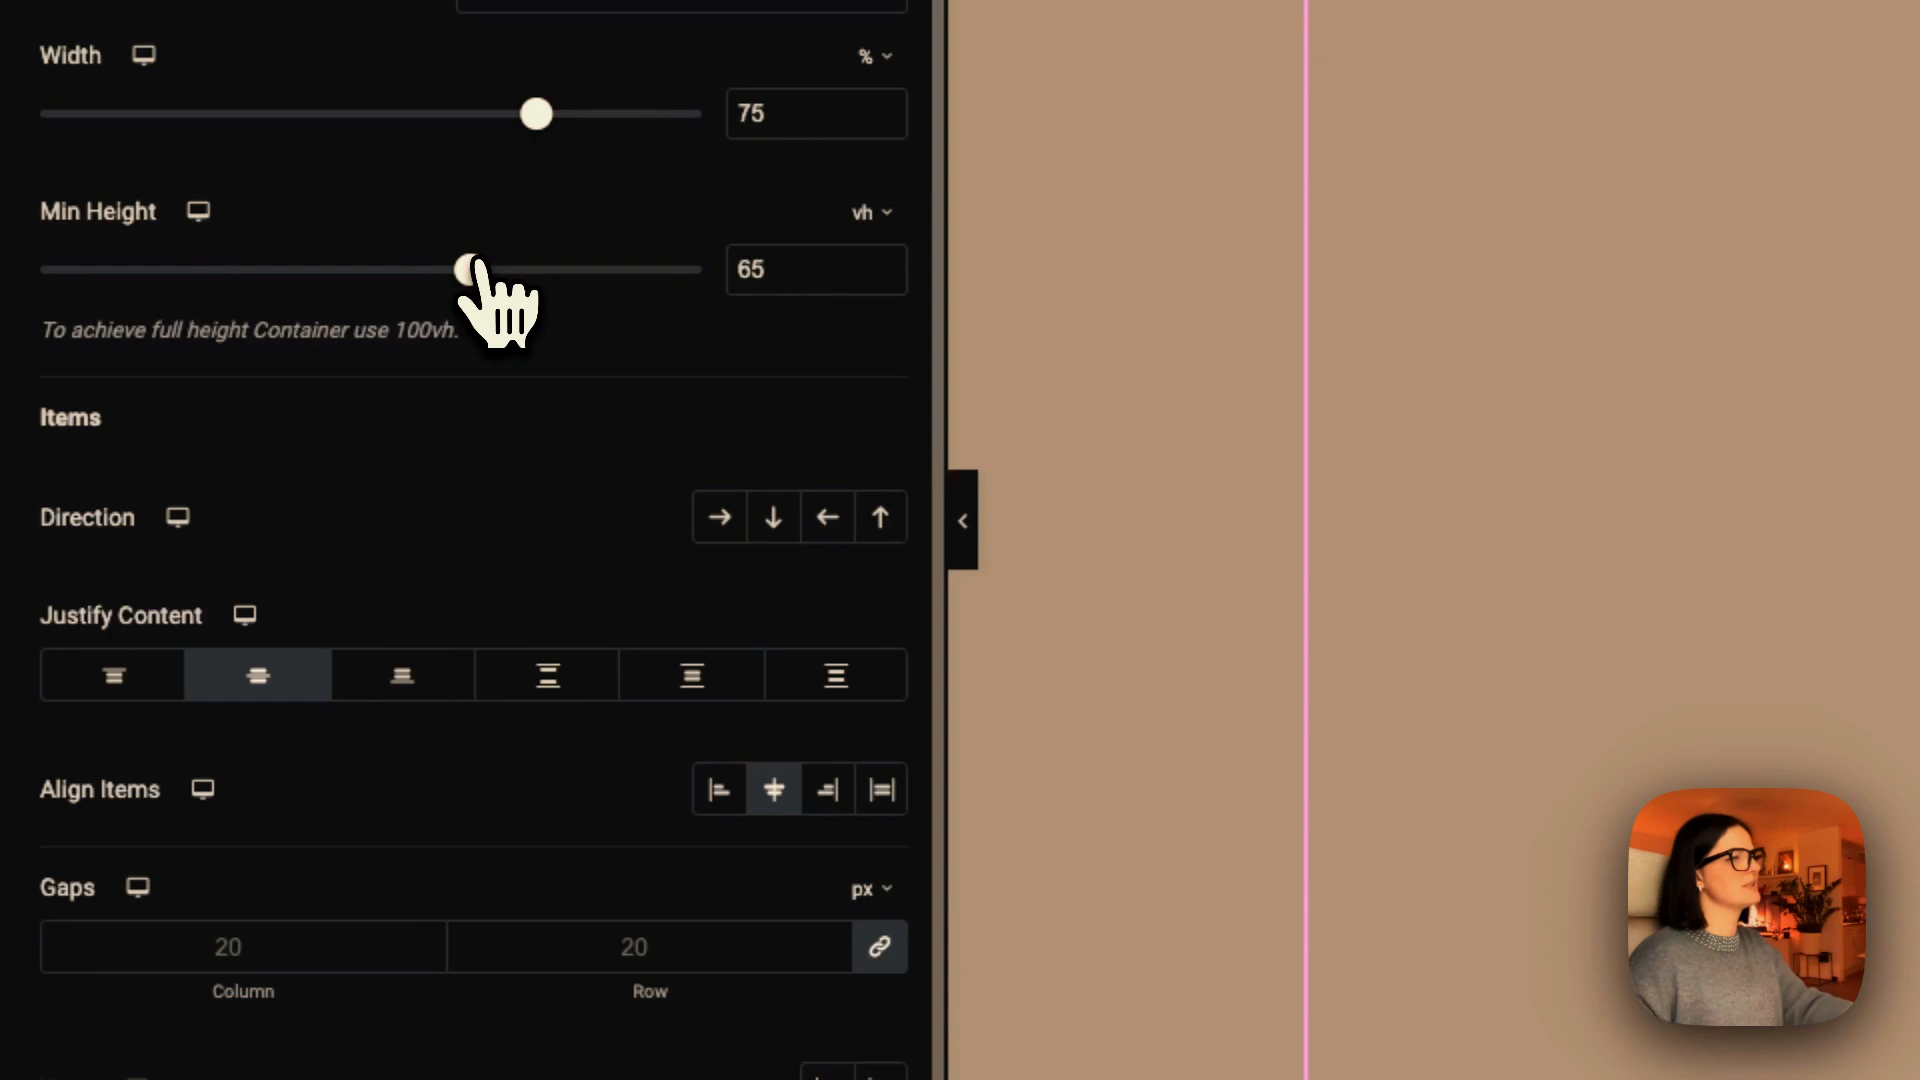 Width
%
75
Min Height
vh
65
To achieve full height Container use 100vh.
Items
Direction
Justify Content
Align Items
Gaps
px
20
20
Column
Row